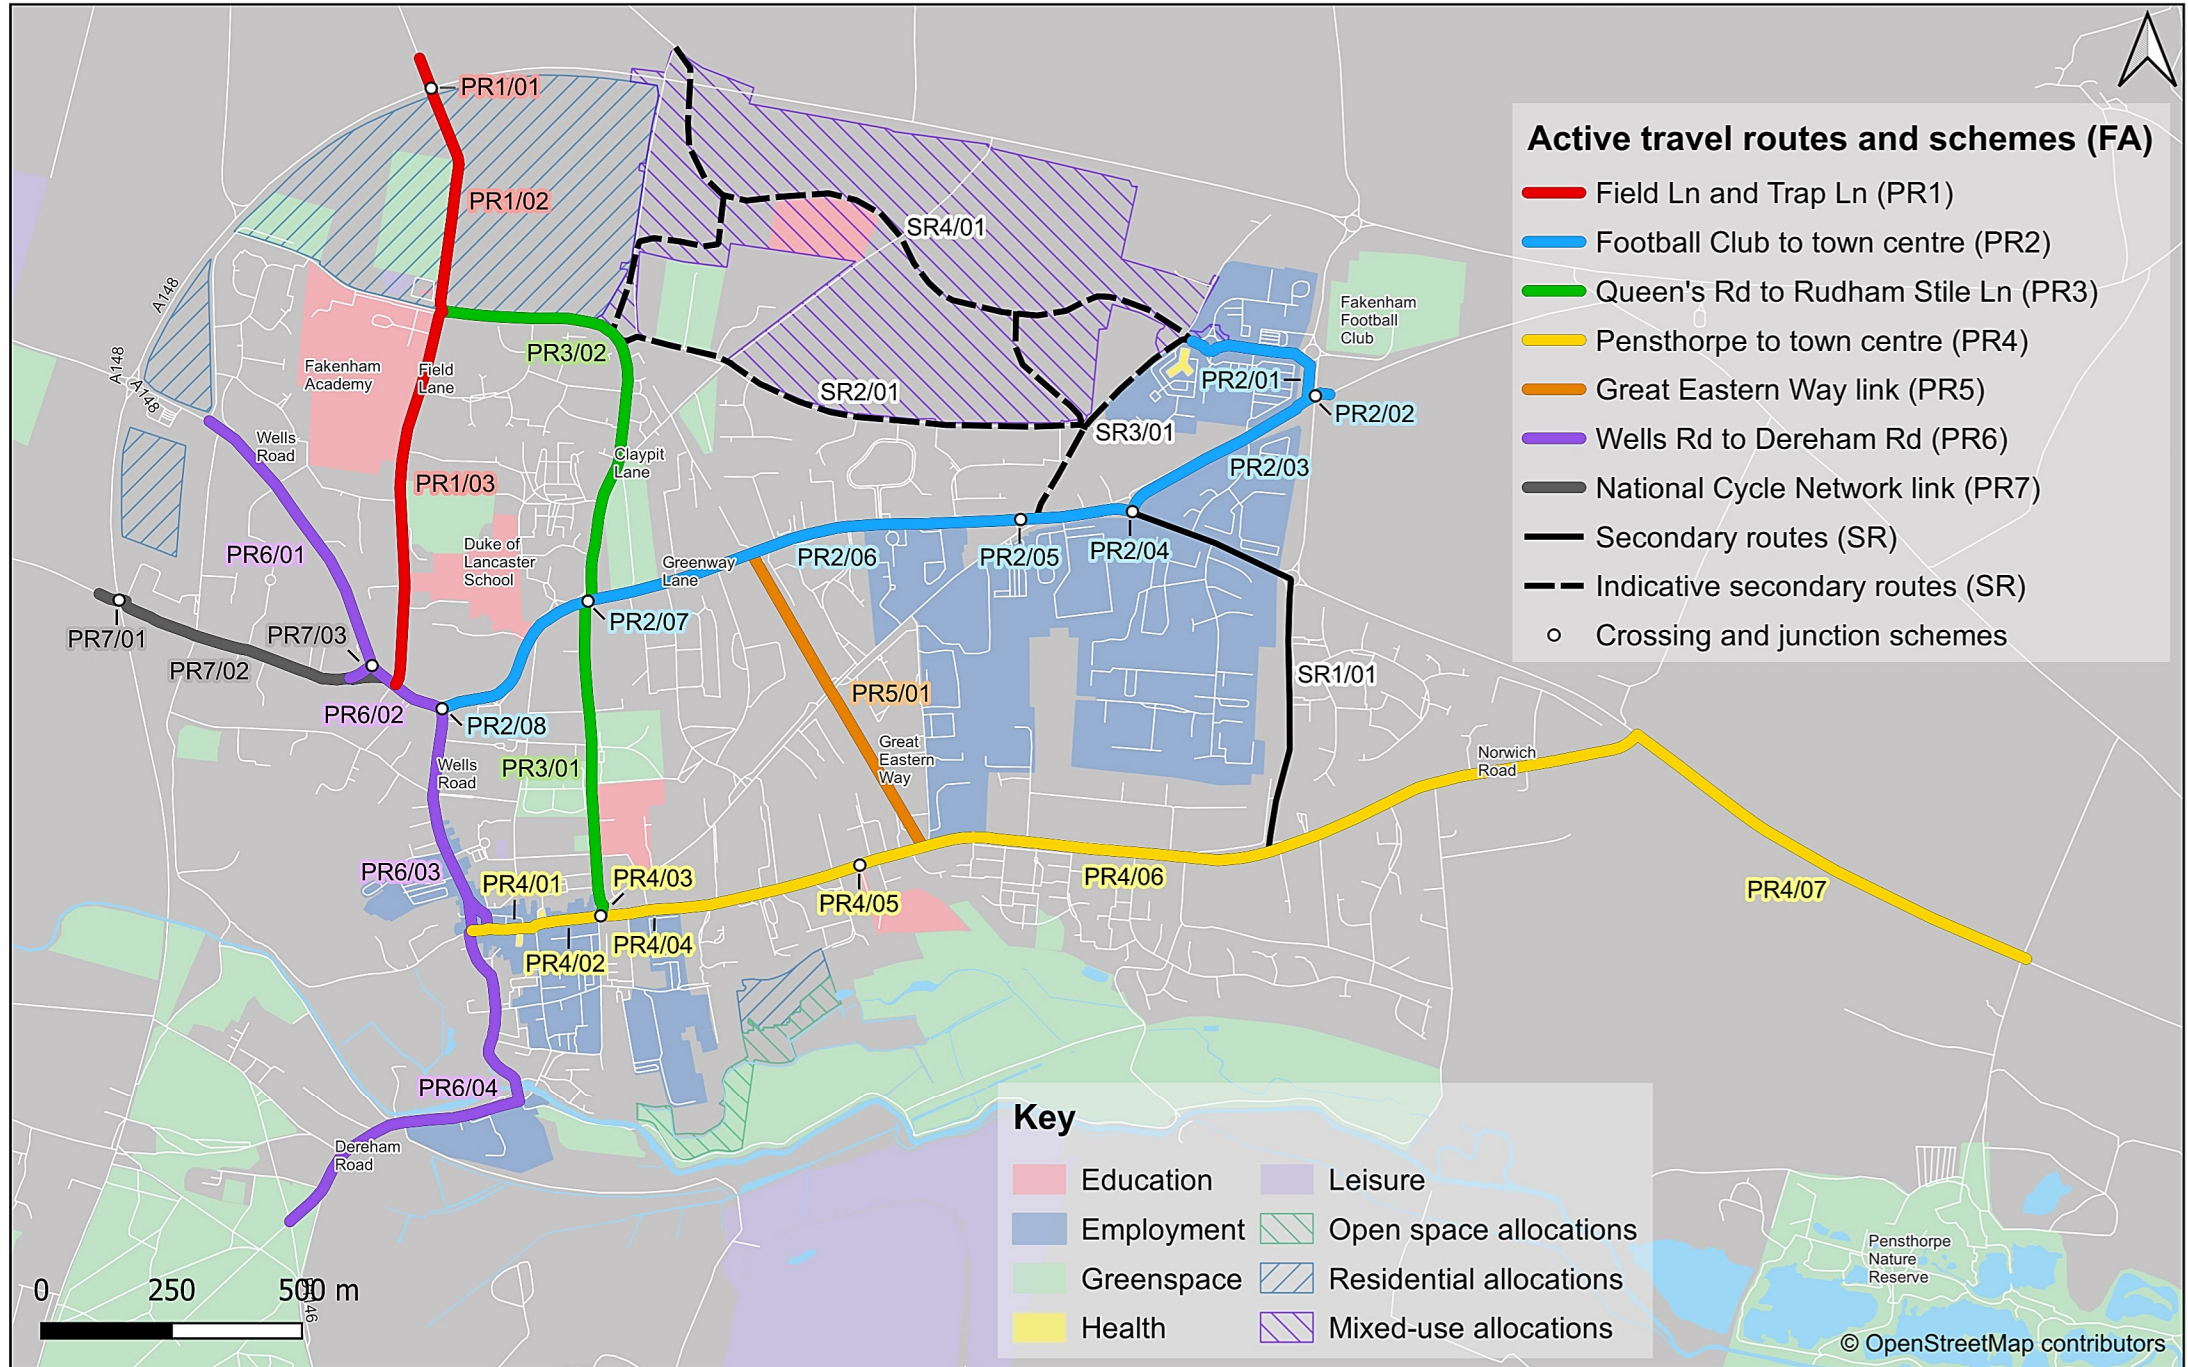 Active travel routes and schemes (FA)
Field Ln and Trap Ln (PR1)
Football Club to town centre (PR2)
Queen's Rd to Rudham Stile Ln (PR3)
Pensthorpe to town centre (PR4)
Great Eastern Way link (PR5)
Wells Rd to Dereham Rd (PR6)
National Cycle Network link (PR7)
Secondary routes (SR)
Indicative secondary routes (SR)
Crossing and junction schemes
PR1/01
PR1/02
SR4/01
A148
Fakenham
Football
Club
PR3/02
A148
Fakenham
Academy
Field
Lane
PR2/01
SR2/01
A148
PR2/02
SR3/01
Wells
Road
Claypit
Lane
PR2/03
PR1/03
PR6/01
Duke of
Lancaster
School
Greenway
Lane
PR2/06
PR2/05
PR2/04
PR7/01
PR7/03
PR2/07
PR7/02
SR1/01
PR5/01
PR6/02
PR2/08
Great
Eastern
Way
Wells
Road
PR3/01
Norwich
Road
PR6/03
PR4/01
PR4/03
PR4/06
PR4/05
PR4/07
PR4/04
PR4/02
PR6/04
Dereham
Road
Key
Education
Leisure
Employment
Open space allocations
Greenspace
Residential allocations
Health
Mixed-use allocations
Pensthorpe
Nature
Reserve
0 250 500 m
© OpenStreetMap contributors